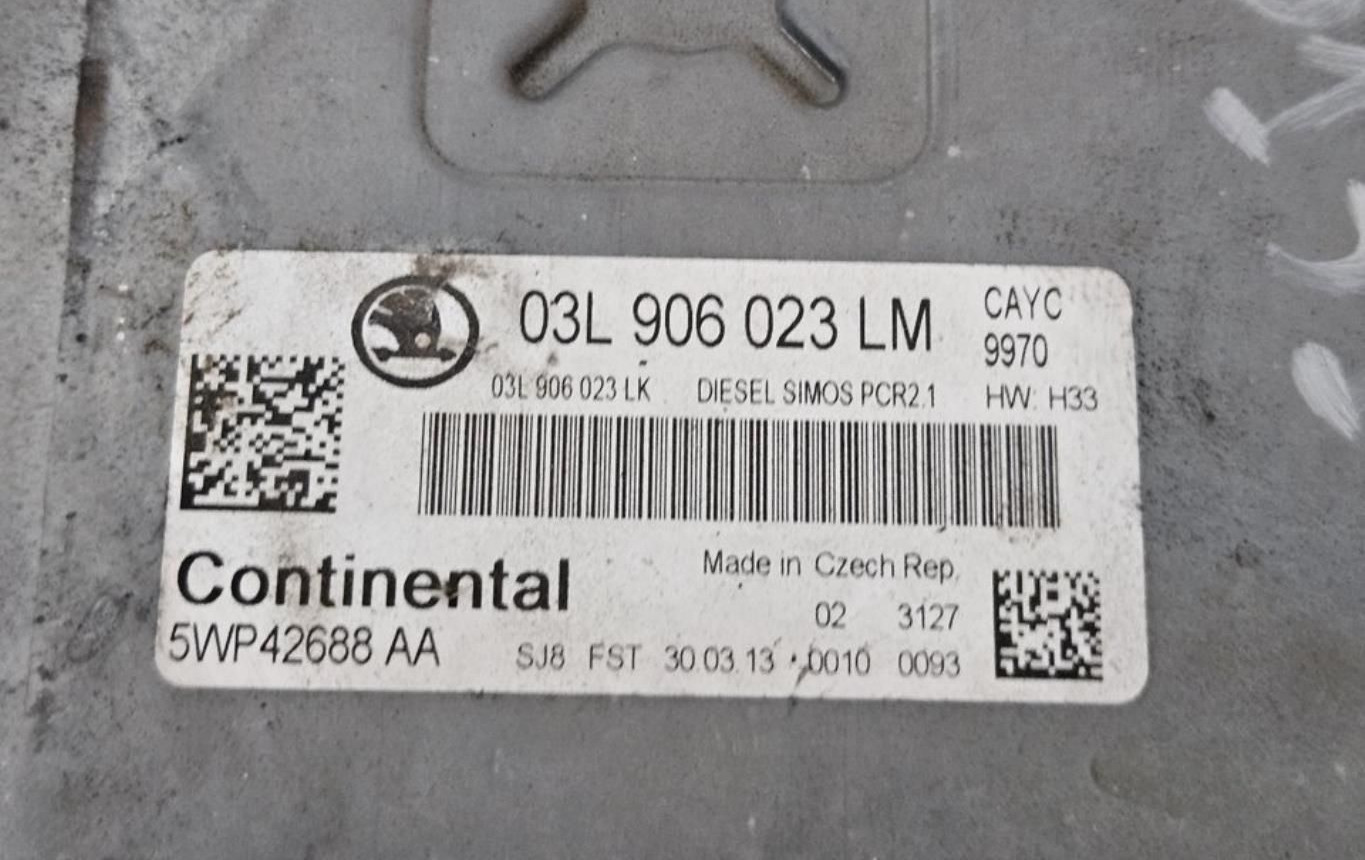 03L 906 023 LM
CAYC
9970
03L 906 023 LK DIESEL SIMOS PCR2.1 HW: H33
Continental
Made in Czech Rep.
02 3127
5WP42688 AA
SJ8 FST 30.03.13 0010 0093